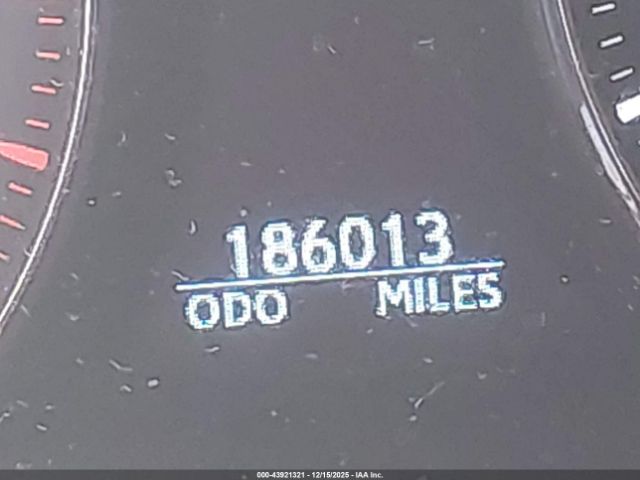 186013
ODO MILES
000-43921321 - 12/15/2025 - IAA Inc.